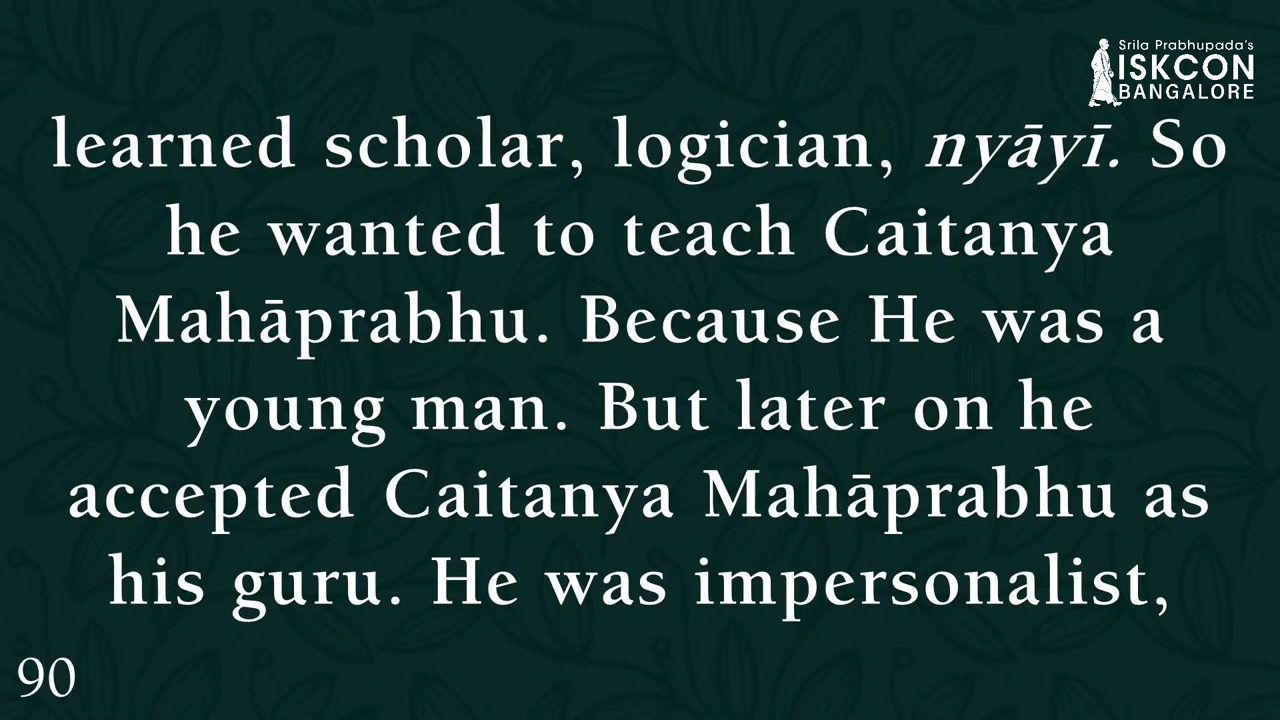 Srila Prabhupada's
ISKCON
BANGALORE
learned scholar, logician, nyāyī. So
he wanted to teach Caitanya
Mahāprabhu. Because He was a
young man. But later on he
accepted Caitanya Mahāprabhu as
his guru. He was impersonalist,
90